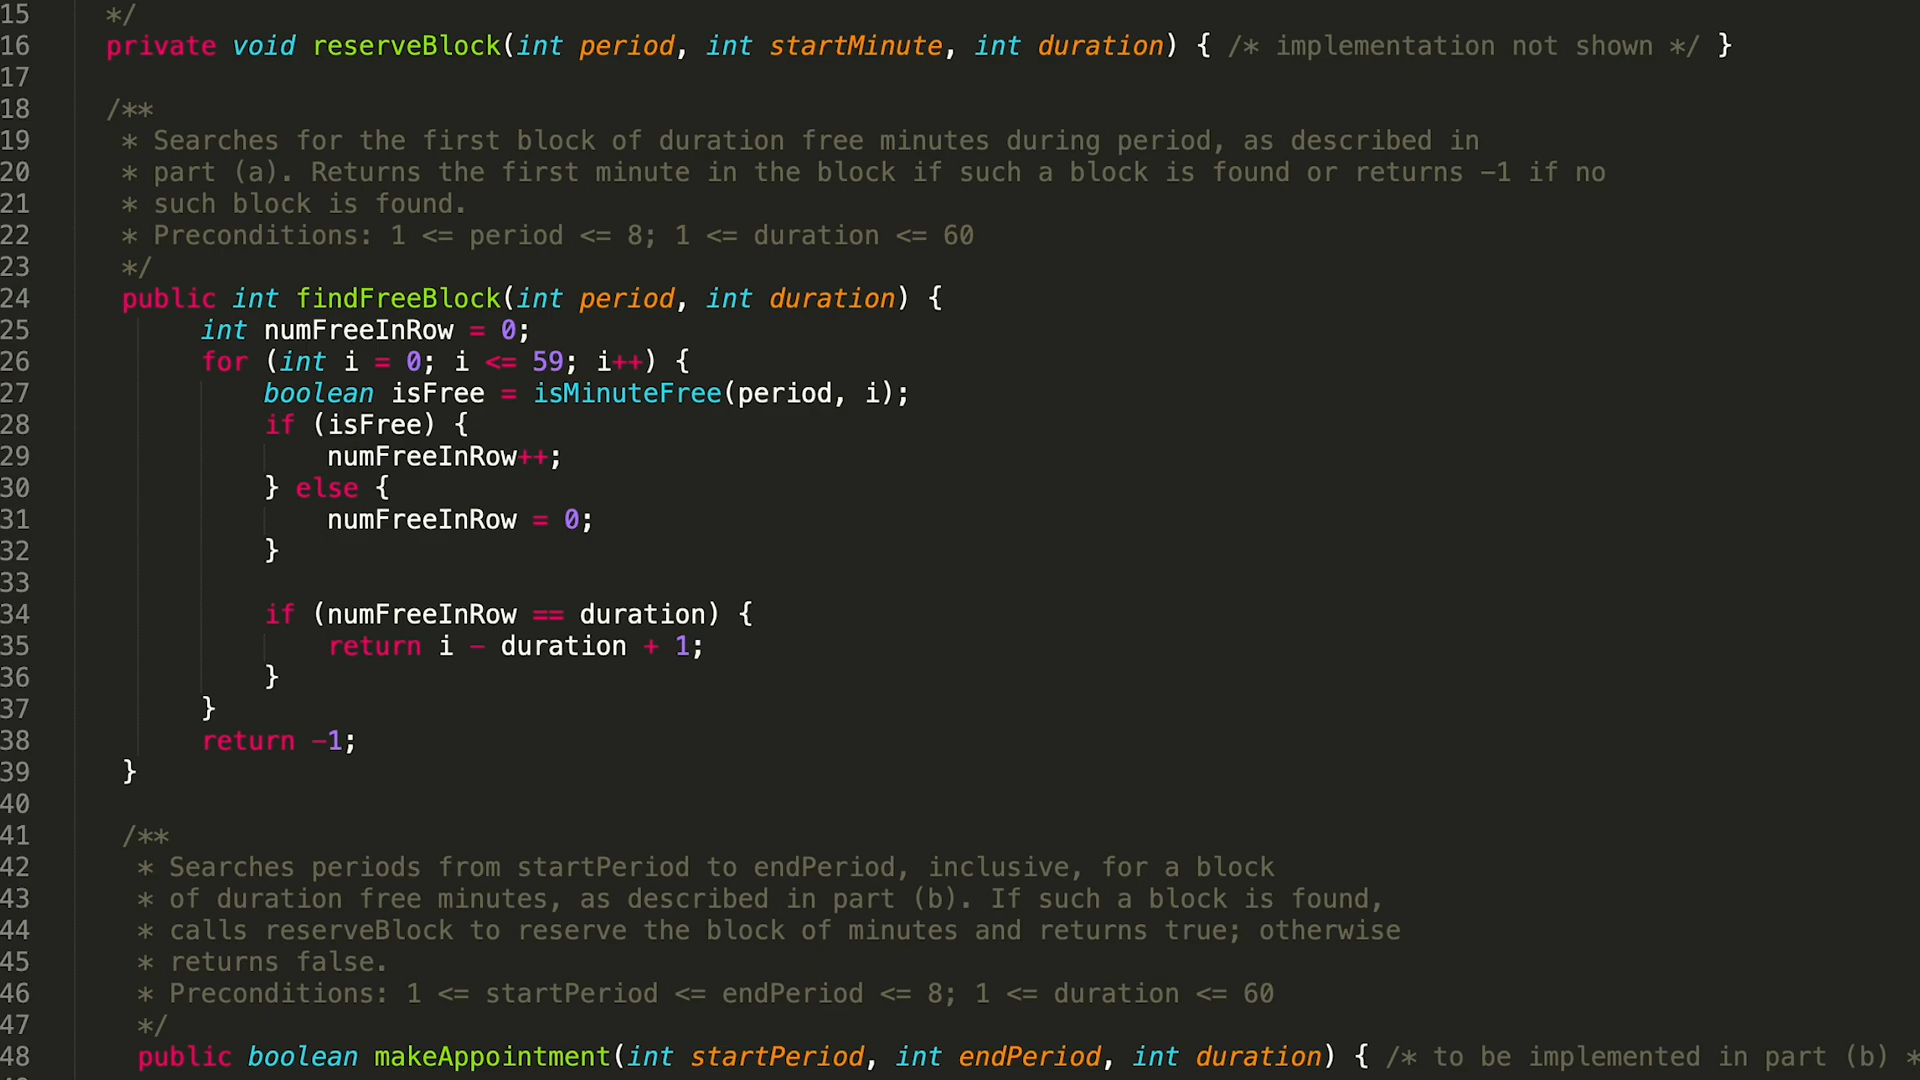 15 */
16 private void reserveBlock(int period, int startMinute, int duration) { /* implementation not shown */ }
17
18 /**
19 * Searches for the first block of duration free minutes during period, as described in
20 * part (a). Returns the first minute in the block if such a block is found or returns -1 if no
21 * such block is found.
22 * Preconditions: 1 <= period <= 8; 1 <= duration <= 60
23 */
24 public int findFreeBlock(int period, int duration) {
25 int numFreeInRow = 0;
26 for (int i = 0; i <= 59; i++) {
27 boolean isFree = isMinuteFree(period, i);
28 if (isFree) {
29 numFreeInRow++;
30 } else {
31 numFreeInRow = 0;
32 }
33
34 if (numFreeInRow == duration) {
35 return i - duration + 1;
36 }
37 }
38 return -1;
39 }
40
41 /**
42 * Searches periods from startPeriod to endPeriod, inclusive, for a block
43 * of duration free minutes, as described in part (b). If such a block is found,
44 * calls reserveBlock to reserve the block of minutes and returns true; otherwise
45 * returns false.
46 * Preconditions: 1 <= startPeriod <= endPeriod <= 8; 1 <= duration <= 60
47 */
48 public boolean makeAppointment(int startPeriod, int endPeriod, int duration) { /* to be implemented in part (b) *